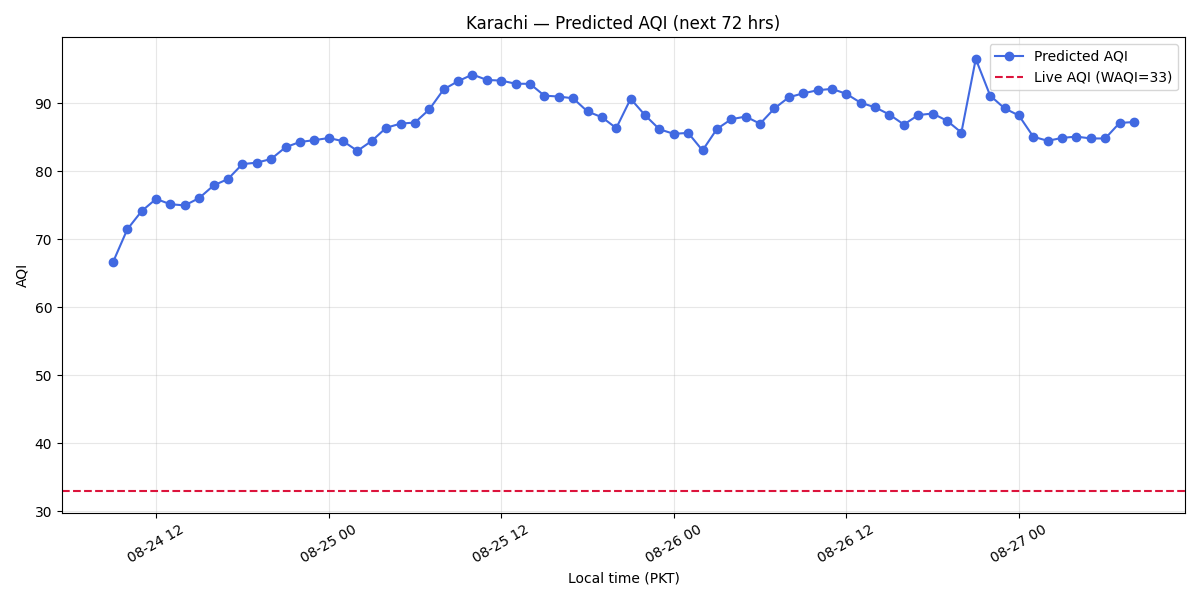 Karachi — Predicted AQI (next 72 hrs)
Predicted AQI
Live AQI (WAQI=33)
AQI
90
80
70
60
50
40
30
08-24 12
08-25 00
08-25 12
08-26 00
08-26 12
08-27 00
Local time (PKT)